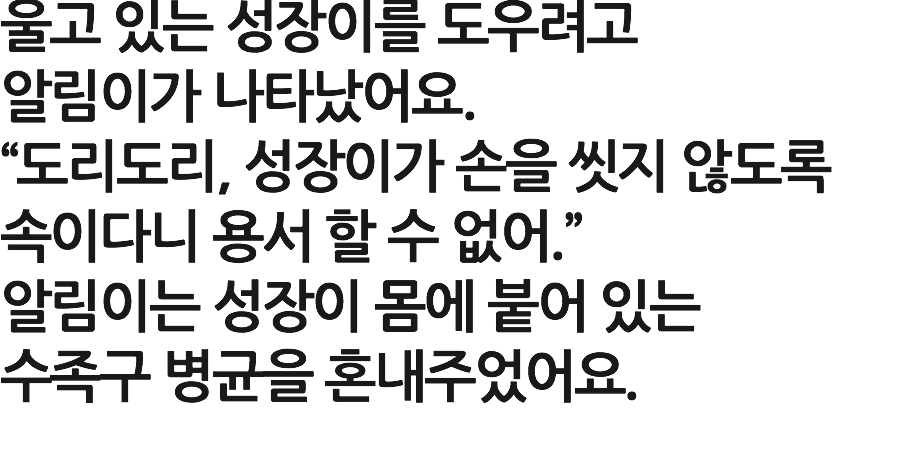 울고 있는 성장이를 도우려고
알림이가 나타났어요.
“도리도리, 성장이가 손을 씻지 않도록
속이다니 용서 할 수 없어.”
알림이는 성장이 몸에 붙어 있는
수족구 병균을 혼내주었어요.